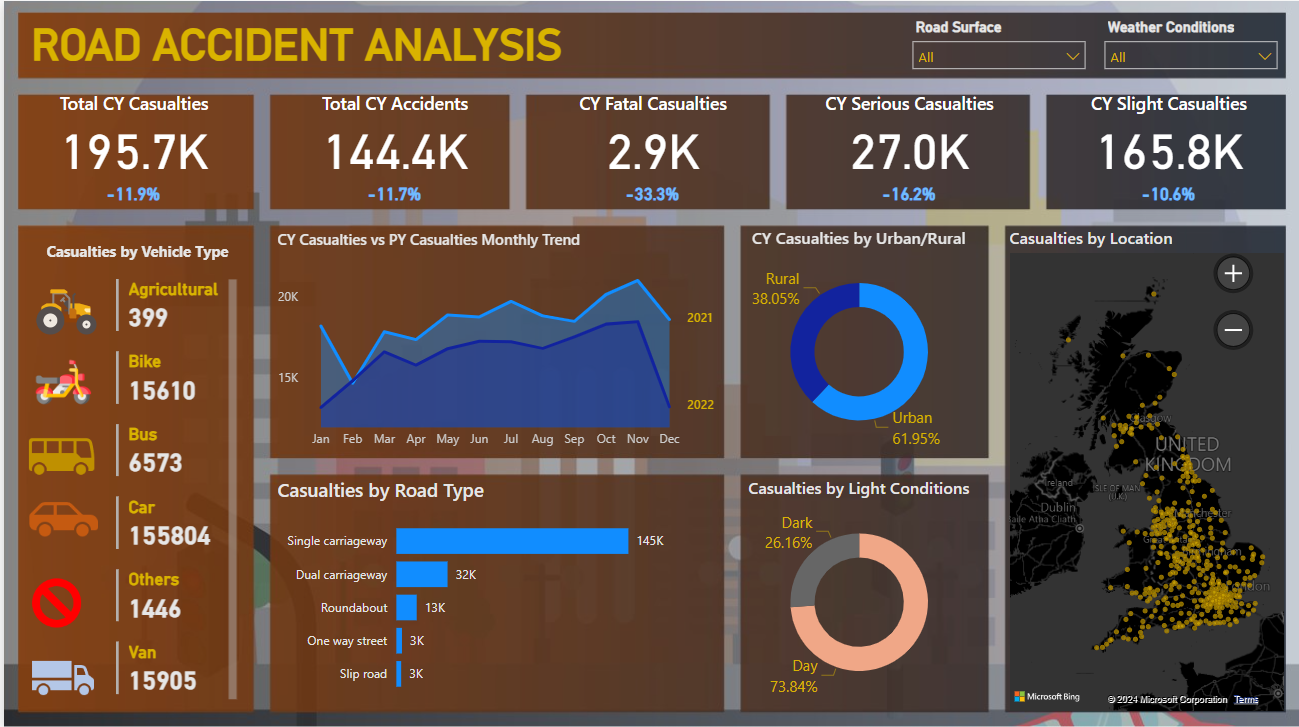 ROAD ACCIDENT ANALYSIS
Road Surface
All
Weather Conditions
All
Total CY Casualties
195.7K
-11.9%
Total CY Accidents
144.4K
-11.7%
CY Fatal Casualties
2.9K
-33.3%
CY Serious Casualties
27.0K
-16.2%
CY Slight Casualties
165.8K
-10.6%
Casualties by Vehicle Type
Agricultural
399
Bike
15610
Bus
6573
Car
155804
Others
1446
Van
15905
CY Casualties vs PY Casualties Monthly Trend
20K
15K
2021
2022
Jan Feb Mar Apr May Jun Jul Aug Sep Oct Nov Dec
Casualties by Road Type
Single carriageway 145K
Dual carriageway 32K
Roundabout 13K
One way street 3K
Slip road 3K
CY Casualties by Urban/Rural
Rural
38.05%
Urban
61.95%
Casualties by Light Conditions
Dark
26.16%
Day
73.84%
Casualties by Location
+
−
Glasgow
UNITED
KINGDOM
Ireland
ISLE OF MAN
(U.K.)
Dublin
Baile Átha Cliath
Microsoft Bing
© 2024 Microsoft Corporation Terms